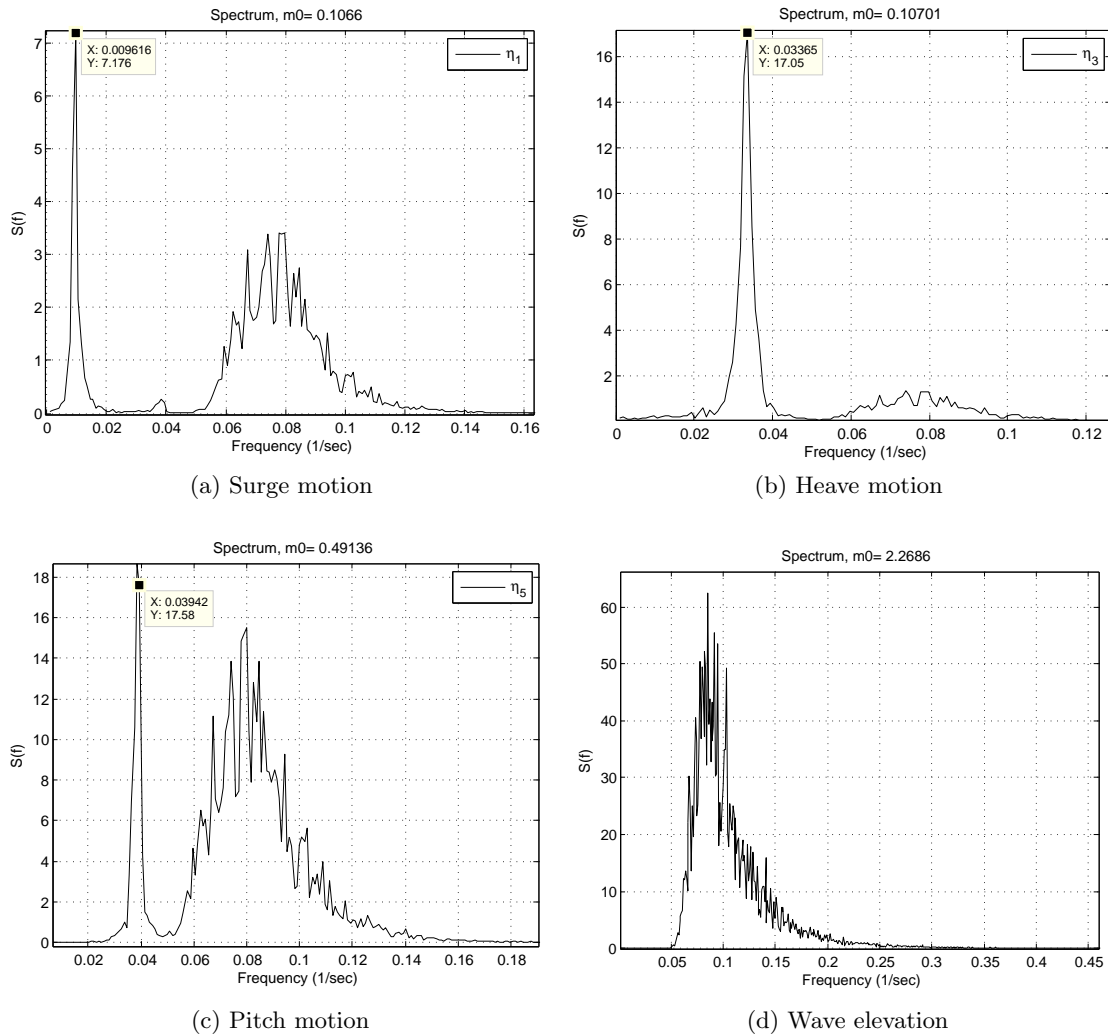 Spectrum, m0= 0.1066
7
6
5
4
3
2
1
0
S(f)
X: 0.009616
Y: 7.176
η1
0
0.02
0.04
0.06
0.08
0.1
0.12
0.14
0.16
Frequency (1/sec)
(a) Surge motion
Spectrum, m0= 0.10701
16
14
12
10
8
6
4
2
S(f)
X: 0.03365
Y: 17.05
η3
0
0.02
0.04
0.06
0.08
0.1
0.12
Frequency (1/sec)
(b) Heave motion
Spectrum, m0= 0.49136
18
16
14
12
10
8
6
4
2
0
S(f)
X: 0.03942
Y: 17.58
η5
0.02
0.04
0.06
0.08
0.1
0.12
0.14
0.16
0.18
Frequency (1/sec)
(c) Pitch motion
Spectrum, m0= 2.2686
60
50
40
30
20
10
0
S(f)
0.05
0.1
0.15
0.2
0.25
0.3
0.35
0.4
0.45
Frequency (1/sec)
(d) Wave elevation